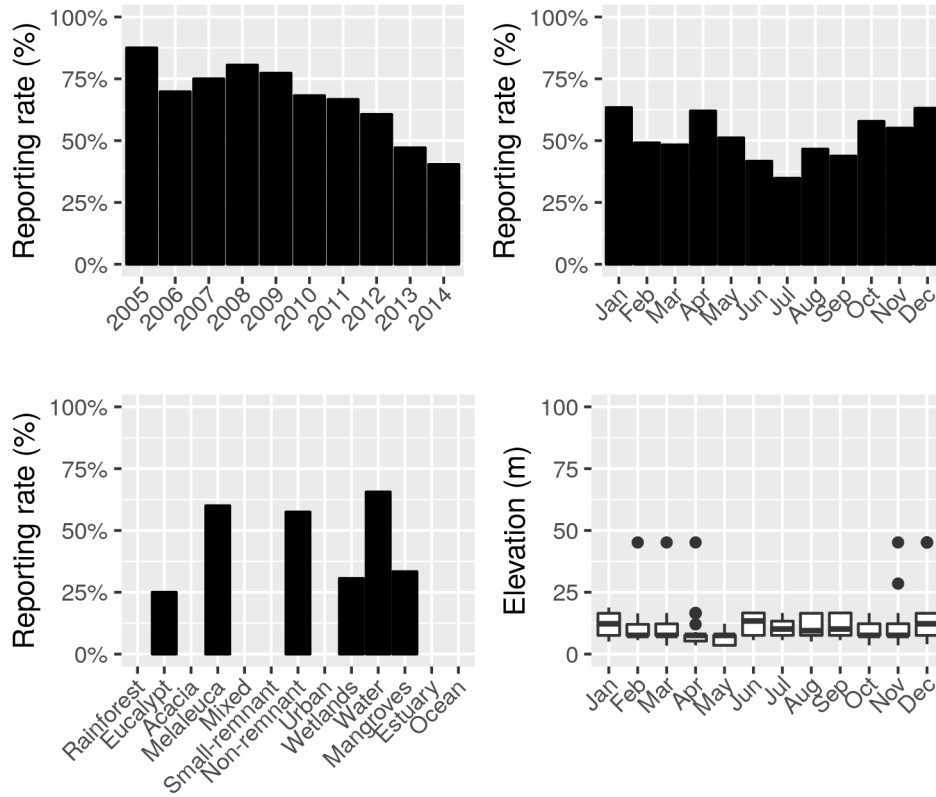 Reporting rate (%)
100%
75%
50%
25%
0%
2005 2006 2007 2008 2009 2010 2011 2012 2013 2014
Reporting rate (%)
100%
75%
50%
25%
0%
Jan Feb Mar Apr May Jun Jul Aug Sep Oct Nov Dec
Reporting rate (%)
100%
75%
50%
25%
0%
Rainforest Eucalypt Acacia Melaleuca Mixed Small-remnant Non-remnant Urban Wetlands Water Mangroves Estuary Ocean
Elevation (m)
100
75
50
25
0
Jan Feb Mar Apr May Jun Jul Aug Sep Oct Nov Dec